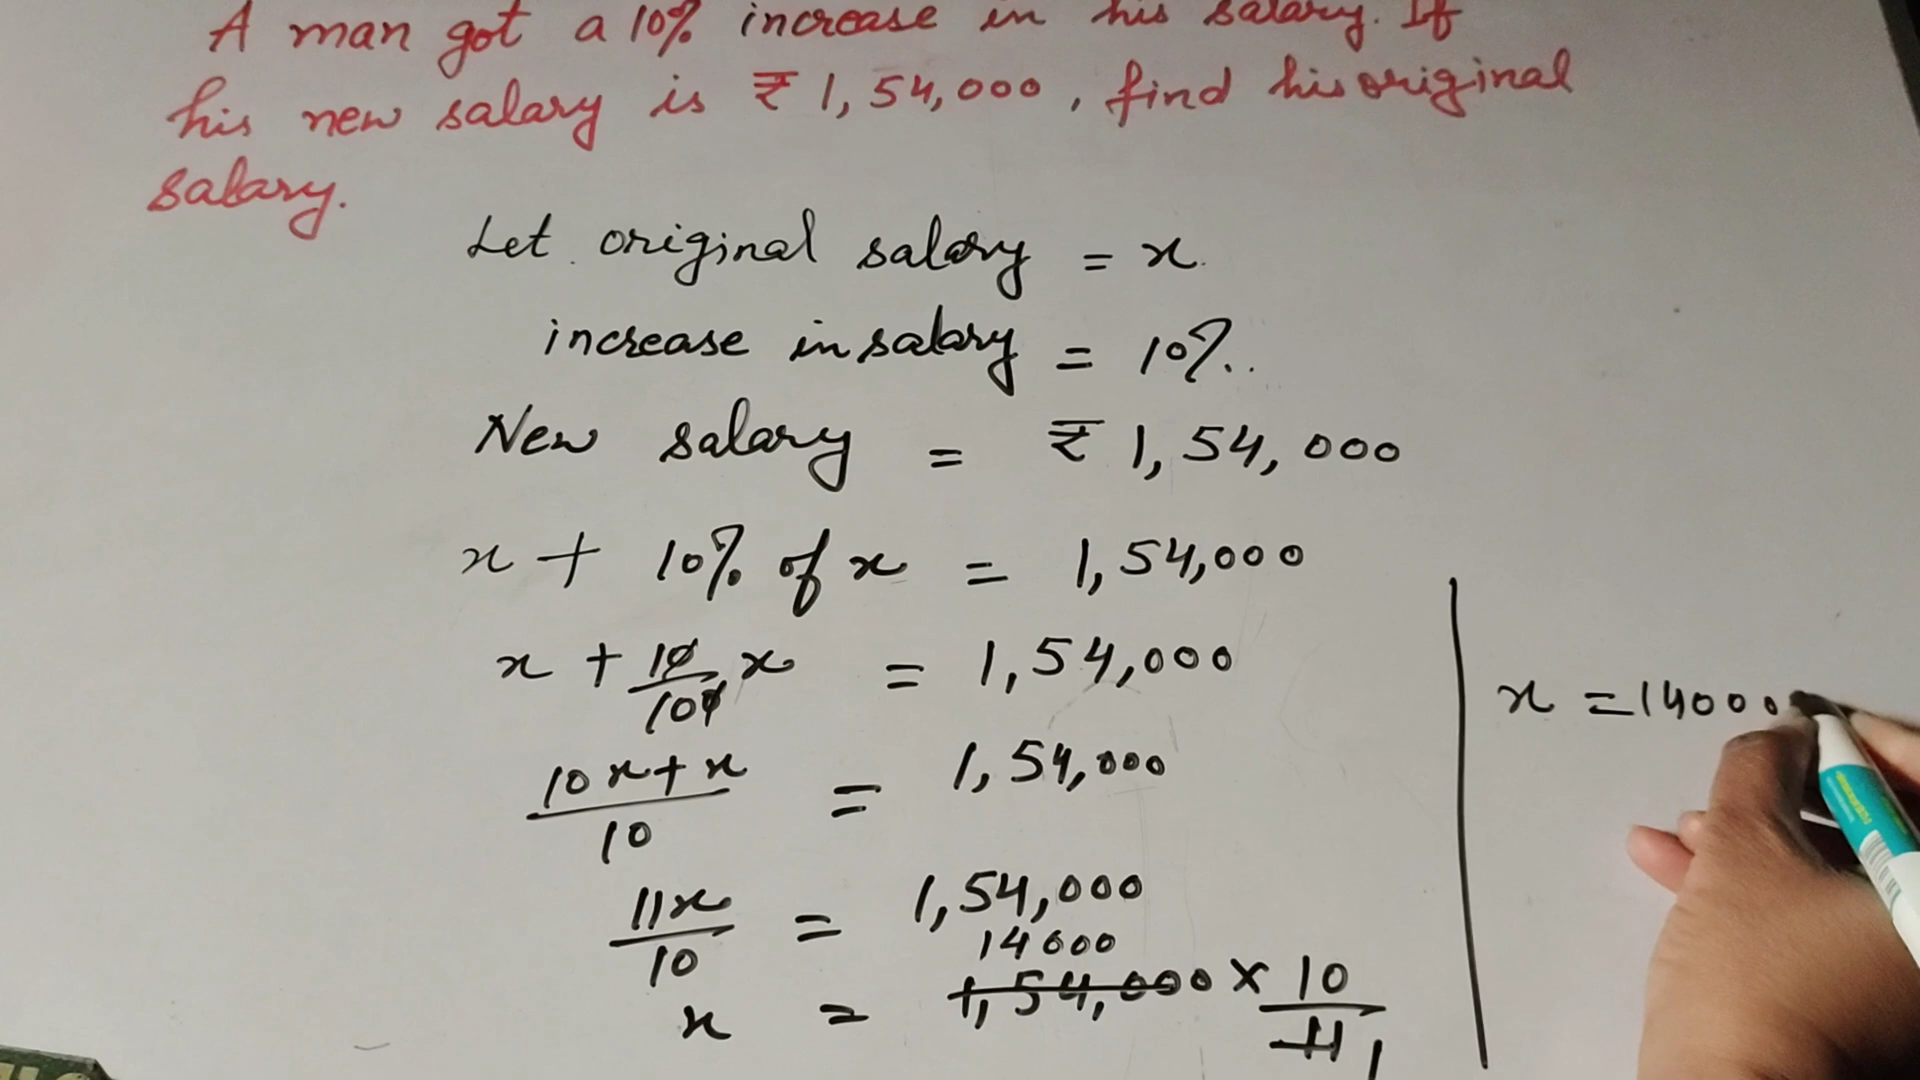 A man got a 10% increase in his salary. If
his new salary is ₹ 1,54,000, find his original
salary.
Let original salary = x.
increase in salary = 10%.
New salary = ₹ 1,54,000
x + 10% of x = 1,54,000
x + 10/100 x = 1,54,000
10x+x/10 = 1,54,000
11x/10 = 1,54,000
14000
x = 1,54,000 × 10/11 1
x = 14000